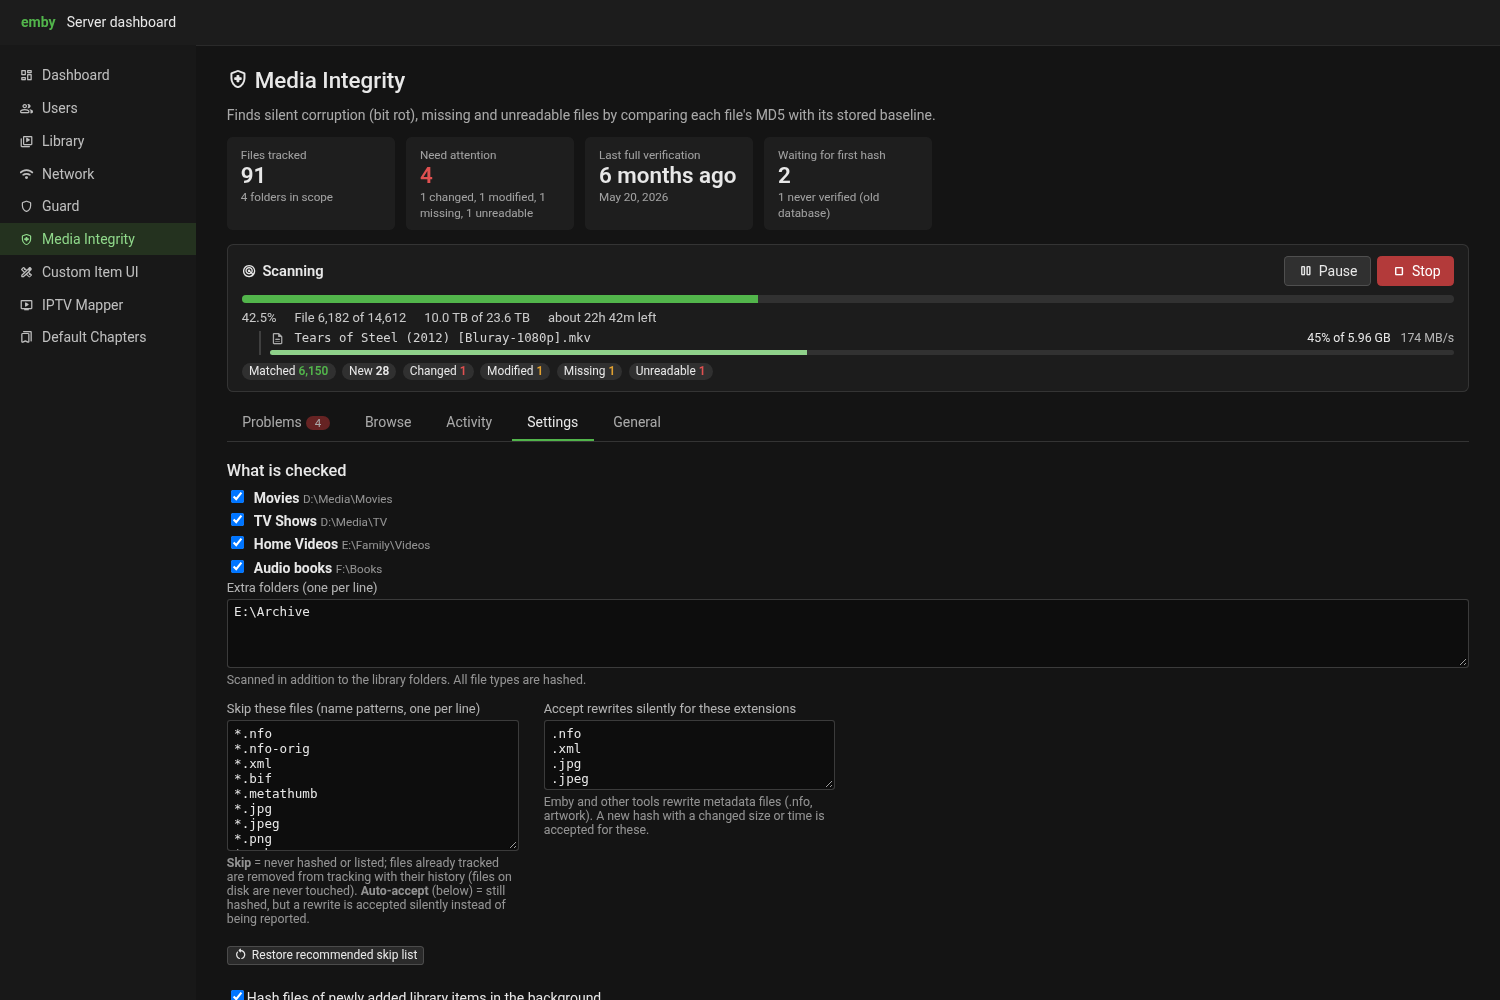 emby Server dashboard
Dashboard
Users
Library
Network
Guard
Media Integrity
Custom Item UI
IPTV Mapper
Default Chapters
Media Integrity
Finds silent corruption (bit rot), missing and unreadable files by comparing each file's MD5 with its stored baseline.
Files tracked
91
4 folders in scope
Need attention
4
1 changed, 1 modified, 1
missing, 1 unreadable
Last full verification
6 months ago
May 20, 2026
Waiting for first hash
2
1 never verified (old
database)
Scanning
Pause
Stop
42.5% File 6,182 of 14,612 10.0 TB of 23.6 TB about 22h 42m left
Tears of Steel (2012) [Bluray-1080p].mkv 45% of 5.96 GB 174 MB/s
Matched 6,150 New 28 Changed 1 Modified 1 Missing 1 Unreadable 1
Problems 4 Browse Activity Settings General
What is checked
Movies D:\Media\Movies
TV Shows D:\Media\TV
Home Videos E:\Family\Videos
Audio books F:\Books
Extra folders (one per line)
E:\Archive
Scanned in addition to the library folders. All file types are hashed.
Skip these files (name patterns, one per line)
*.nfo
*.nfo-orig
*.xml
*.bif
*.metathumb
*.jpg
*.jpeg
*.png
Skip = never hashed or listed; files already tracked
are removed from tracking with their history (files on
disk are never touched). Auto-accept (below) = still
hashed, but a rewrite is accepted silently instead of
being reported.
Accept rewrites silently for these extensions
.nfo
.xml
.jpg
.jpeg
Emby and other tools rewrite metadata files (.nfo,
artwork). A new hash with a changed size or time is
accepted for these.
Restore recommended skip list
Hash files of newly added library items in the background